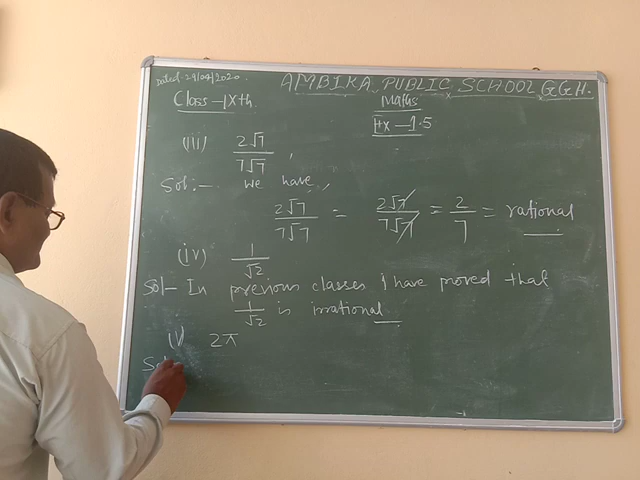 Dated-29/04/2020
AMBIKA PUBLIC SCHOOL G.G.H.
Class-IXth
Maths
Ex-1.5
(iii) 2√7/7√7,
Sol:- We have,
2√7/7√7 = 2√7/7√7 = 2/7 = rational
(iv) 1/√2
Sol- In previous classes I have proved that
1/√2 is irrational
(v) 2π
Sol